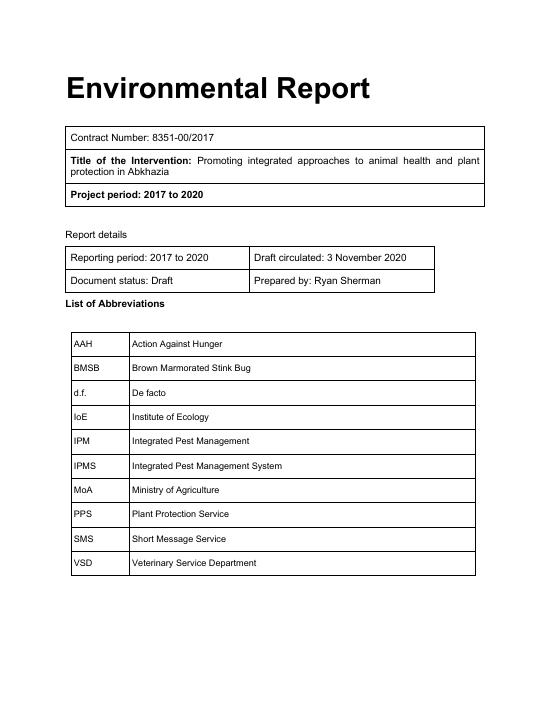 Environmental Report
Contract Number: 8351-00/2017
Title of the Intervention: Promoting integrated approaches to animal health and plant
protection in Abkhazia
Project period: 2017 to 2020
Report details
Reporting period: 2017 to 2020 Draft circulated: 3 November 2020
Document status: Draft Prepared by: Ryan Sherman
List of Abbreviations
AAH Action Against Hunger
BMSB Brown Marmorated Stink Bug
d.f. De facto
IoE Institute of Ecology
IPM Integrated Pest Management
IPMS Integrated Pest Management System
MoA Ministry of Agriculture
PPS Plant Protection Service
SMS Short Message Service
VSD Veterinary Service Department